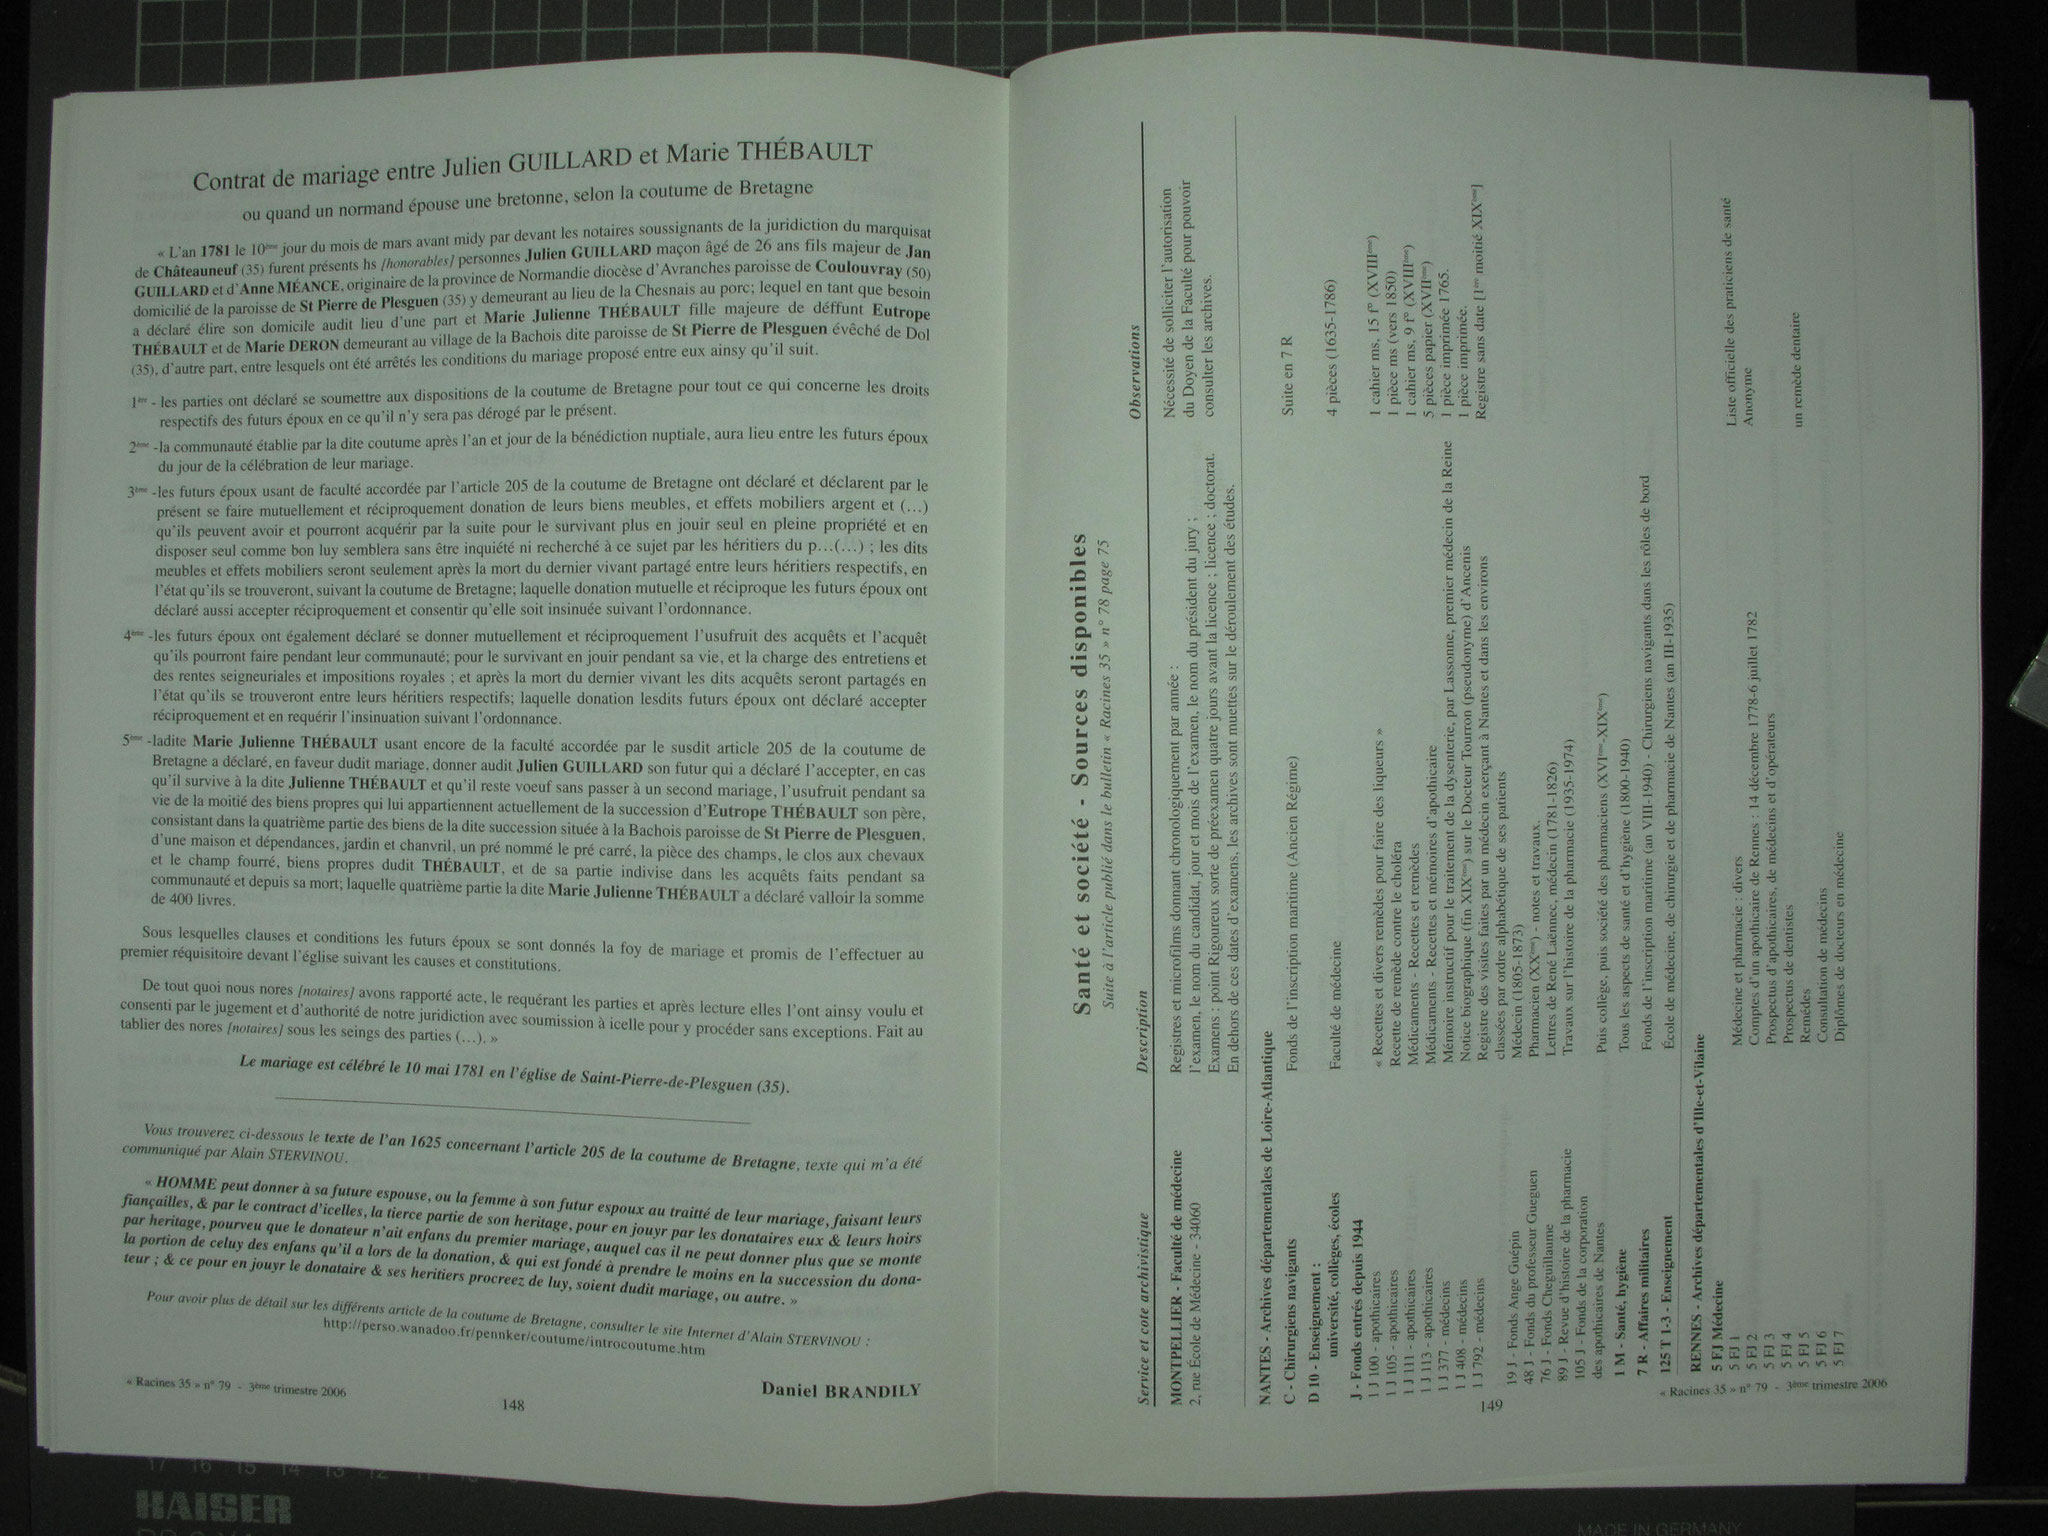 Contrat de mariage entre Julien GUILLARD et Marie THÉBAULT
ou quand un normand épouse une bretonne, selon la coutume de Bretagne
« L'an 1781 le 10ème jour du mois de mars avant midy par devant les notaires soussignants de la juridiction du marquisat
de Châteauneuf (35) furent présents hs [honorables] personnes Julien GUILLARD maçon âgé de 26 ans fils majeur de Jan
GUILLARD et d'Anne MÉANCE, originaire de la province de Normandie diocèse d'Avranches paroisse de Coulouvray (50)
domicilié de la paroisse de St Pierre de Plesguen (35) y demeurant au lieu de la Chesnais au porc; lequel en tant que besoin
a déclaré élire son domicile audit lieu d'une part et Marie Julienne THÉBAULT fille majeure de déffunt Eutrope
THÉBAULT et de Marie DERON demeurant au village de la Bachois dite paroisse de St Pierre de Plesguen évêché de Dol
(35), d'autre part, entre lesquels ont été arrêtés les conditions du mariage proposé entre eux ainsy qu'il suit.
1ère - les parties ont déclaré se soumettre aux dispositions de la coutume de Bretagne pour tout ce qui concerne les droits
respectifs des futurs époux en ce qu'il n'y sera pas dérogé par le présent.
2ème -la communauté établie par la dite coutume après l'an et jour de la bénédiction nuptiale, aura lieu entre les futurs époux
du jour de la célébration de leur mariage.
3ème -les futurs époux usant de faculté accordée par l'article 205 de la coutume de Bretagne ont déclaré et déclarent par le
présent se faire mutuellement et réciproquement donation de leurs biens meubles, et effets mobiliers argent et (...)
qu'ils peuvent avoir et pourront acquérir par la suite pour le survivant plus en jouir seul en pleine propriété et en
disposer seul comme bon luy semblera sans être inquiété ni recherché à ce sujet par les héritiers du p...(...) ; les dits
meubles et effets mobiliers seront seulement après la mort du dernier vivant partagé entre leurs héritiers respectifs, en
l'état qu'ils se trouveront, suivant la coutume de Bretagne; laquelle donation mutuelle et réciproque les futurs époux ont
déclaré aussi accepter réciproquement et consentir qu'elle soit insinuée suivant l'ordonnance.
4ème -les futurs époux ont également déclaré se donner mutuellement et réciproquement l'usufruit des acquêts et l'acquêt
qu'ils pourront faire pendant leur communauté; pour le survivant en jouir pendant sa vie, et la charge des entretiens et
des rentes seigneuriales et impositions royales ; et après la mort du dernier vivant les dits acquêts seront partagés en
l'état qu'ils se trouveront entre leurs héritiers respectifs; laquelle donation lesdits futurs époux ont déclaré accepter
réciproquement et en requérir l'insinuation suivant l'ordonnance.
5ème -ladite Marie Julienne THÉBAULT usant encore de la faculté accordée par le susdit article 205 de la coutume de
Bretagne a déclaré, en faveur dudit mariage, donner audit Julien GUILLARD son futur qui a déclaré l'accepter, en cas
qu'il survive à la dite Julienne THÉBAULT et qu'il reste voeuf sans passer à un second mariage, l'usufruit pendant sa
vie de la moitié des biens propres qui lui appartiennent actuellement de la succession d'Eutrope THÉBAULT son père,
consistant dans la quatrième partie des biens de la dite succession située à la Bachois paroisse de St Pierre de Plesguen,
d'une maison et dépendances, jardin et chanvril, un pré nommé le pré carré, la pièce des champs, le clos aux chevaux
et le champ fourré, biens propres dudit THÉBAULT, et de sa partie indivise dans les acquêts faits pendant sa
communauté et depuis sa mort; laquelle quatrième partie la dite Marie Julienne THÉBAULT a déclaré valloir la somme
de 400 livres.
Sous lesquelles clauses et conditions les futurs époux se sont donnés la foy de mariage et promis de l'effectuer au
premier réquisitoire devant l'église suivant les causes et constitutions.
De tout quoi nous nores [notaires] avons rapporté acte, le requérant les parties et après lecture elles l'ont ainsy voulu et
consenti par le jugement et d'authorité de notre juridiction avec soumission à icelle pour y procéder sans exceptions. Fait au
tablier des nores [notaires] sous les seings des parties (...). »
Le mariage est célébré le 10 mai 1781 en l'église de Saint-Pierre-de-Plesguen (35).
Vous trouverez ci-dessous le texte de l'an 1625 concernant l'article 205 de la coutume de Bretagne, texte qui m'a été
communiqué par Alain STERVINOU.
« HOMME peut donner à sa future espouse, ou la femme à son futur espoux au traitté de leur mariage, faisant leurs
fiançailles, & par le contract d'icelles, la tierce partie de son heritage, pour en jouyr par les donataires eux & leurs hoirs
par heritage, pourveu que le donateur n'ait enfans du premier mariage, auquel cas il ne peut donner plus que se monte
la portion de celuy des enfans qu'il a lors de la donation, & qui est fondé à prendre le moins en la succession du dona-
teur ; & ce pour en jouyr le donataire & ses heritiers procreez de luy, soient dudit mariage, ou autre. »
Pour avoir plus de détail sur les différents article de la coutume de Bretagne, consulter le site Internet d'Alain STERVINOU :
http://perso.wanadoo.fr/pennker/coutume/introcoutume.htm
Daniel BRANDILY
« Racines 35 » n° 79 - 3ème trimestre 2006
148
Santé et société - Sources disponibles
Suite à l'article publié dans le bulletin « Racines 35 » n° 78 page 75
Service et cote archivistique Description Observations
MONTPELLIER - Faculté de médecine Registres et microfilms donnant chronologiquement par année : Nécessité de solliciter l'autorisation
2, rue École de Médecine - 34060 l'examen, le nom du candidat, jour et mois de l'examen, le nom du président du jury ; du Doyen de la Faculté pour pouvoir
Examens : point Rigoureux sorte de préexamen quatre jours avant la licence ; licence ; doctorat. consulter les archives.
En dehors de ces dates d'examens, les archives sont muettes sur le déroulement des études.
NANTES - Archives départementales de Loire-Atlantique
C - Chirurgiens navigants Fonds de l'inscription maritime (Ancien Régime) Suite en 7 R
D 10 - Enseignement :
université, collèges, écoles Faculté de médecine 4 pièces (1635-1786)
J - Fonds entrés depuis 1944
1 J 100 - apothicaires « Recettes et divers remèdes pour faire des liqueurs » 1 cahier ms, 15 f° (XVIIIème)
1 J 105 - apothicaires Recette de remède contre le choléra 1 pièce ms (vers 1850)
1 J 111 - apothicaires Médicaments - Recettes et remèdes 1 cahier ms, 9 f° (XVIIIème)
1 J 113 - apothicaires Médicaments - Recettes et mémoires d'apothicaire 5 pièces papier (XVIIème)
1 J 377 - médecins Mémoire instructif pour le traitement de la dysenterie, par Lassonne, premier médecin de la Reine 1 pièce imprimée 1765.
1 J 408 - médecins Notice biographique (fin XIXème) sur le Docteur Tourron (pseudonyme) d'Ancenis 1 pièce imprimée.
1 J 792 - médecins Registre des visites faites par un médecin exerçant à Nantes et dans les environs Registre sans date [1ère moitié XIXème]
classées par ordre alphabétique de ses patients
19 J - Fonds Ange Guépin Médecin (1805-1873)
48 J - Fonds du professeur Gueguen Pharmacien (XXème) - notes et travaux.
76 J - Fonds Cheguillaume Lettres de René Laënnec, médecin (1781-1826)
89 J - Revue d'histoire de la pharmacie Travaux sur l'histoire de la pharmacie (1935-1974)
105 J - Fonds de la corporation
des apothicaires de Nantes Puis collège, puis société des pharmaciens (XVIème-XIXème)
1 M - Santé, hygiène Tous les aspects de santé et d'hygiène (1800-1940)
7 R - Affaires militaires Fonds de l'inscription maritime (an VIII-1940) - Chirurgiens navigants dans les rôles de bord
125 T 1-3 - Enseignement École de médecine, de chirurgie et de pharmacie de Nantes (an III-1935)
RENNES - Archives départementales d'Ille-et-Vilaine
5 FJ Médecine
5 FJ 1 Médecine et pharmacie : divers Liste officielle des praticiens de santé
5 FJ 2 Comptes d'un apothicaire de Rennes : 14 décembre 1778-6 juillet 1782 Anonyme
5 FJ 3 Prospectus d'apothicaires, de médecins et d'opérateurs
5 FJ 4 Prospectus de dentistes
5 FJ 5 Remèdes un remède dentaire
5 FJ 6 Consultation de médecins
5 FJ 7 Diplômes de docteurs en médecine
« Racines 35 » n° 79 - 3ème trimestre 2006
149
17 16 15 14 13 12 11
KAISER
MADE IN GERMANY